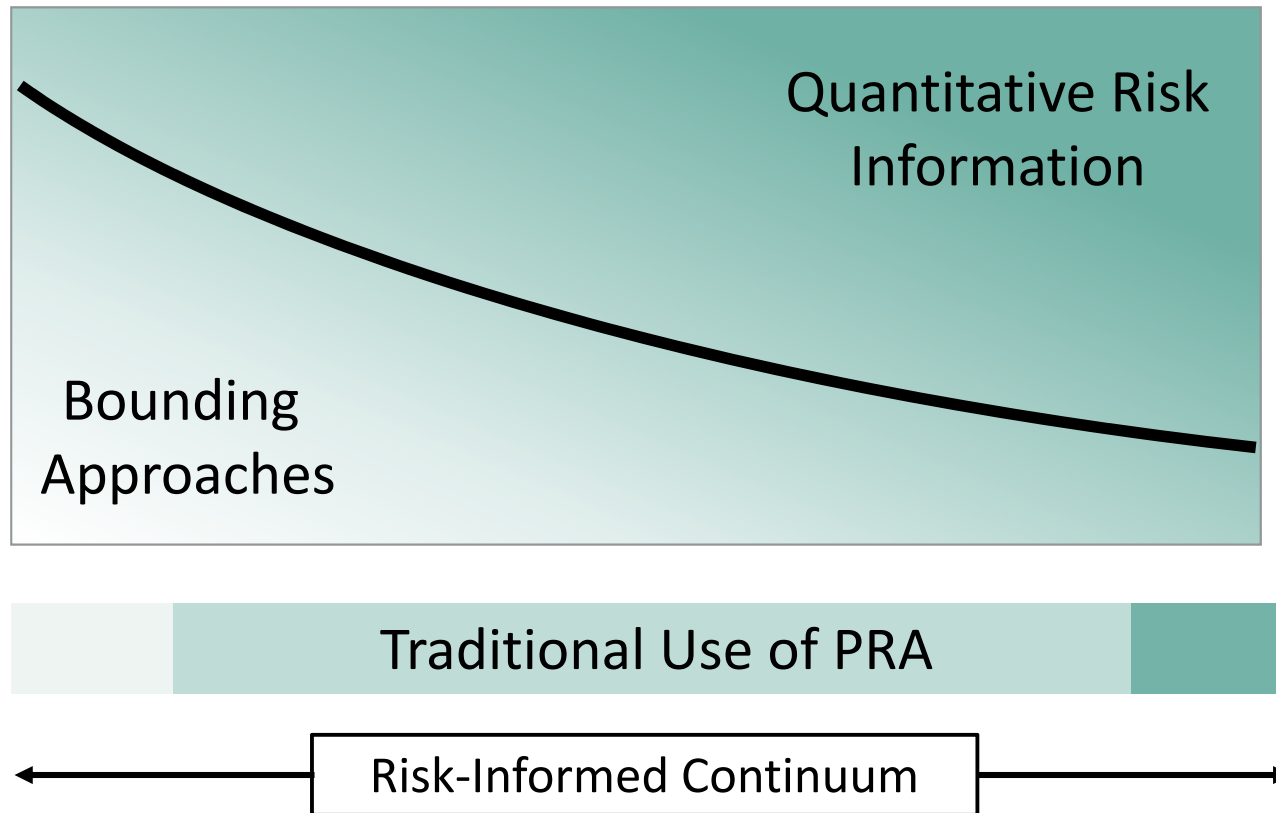 Quantitative Risk
Information
Bounding
Approaches
Traditional Use of PRA
Risk-Informed Continuum